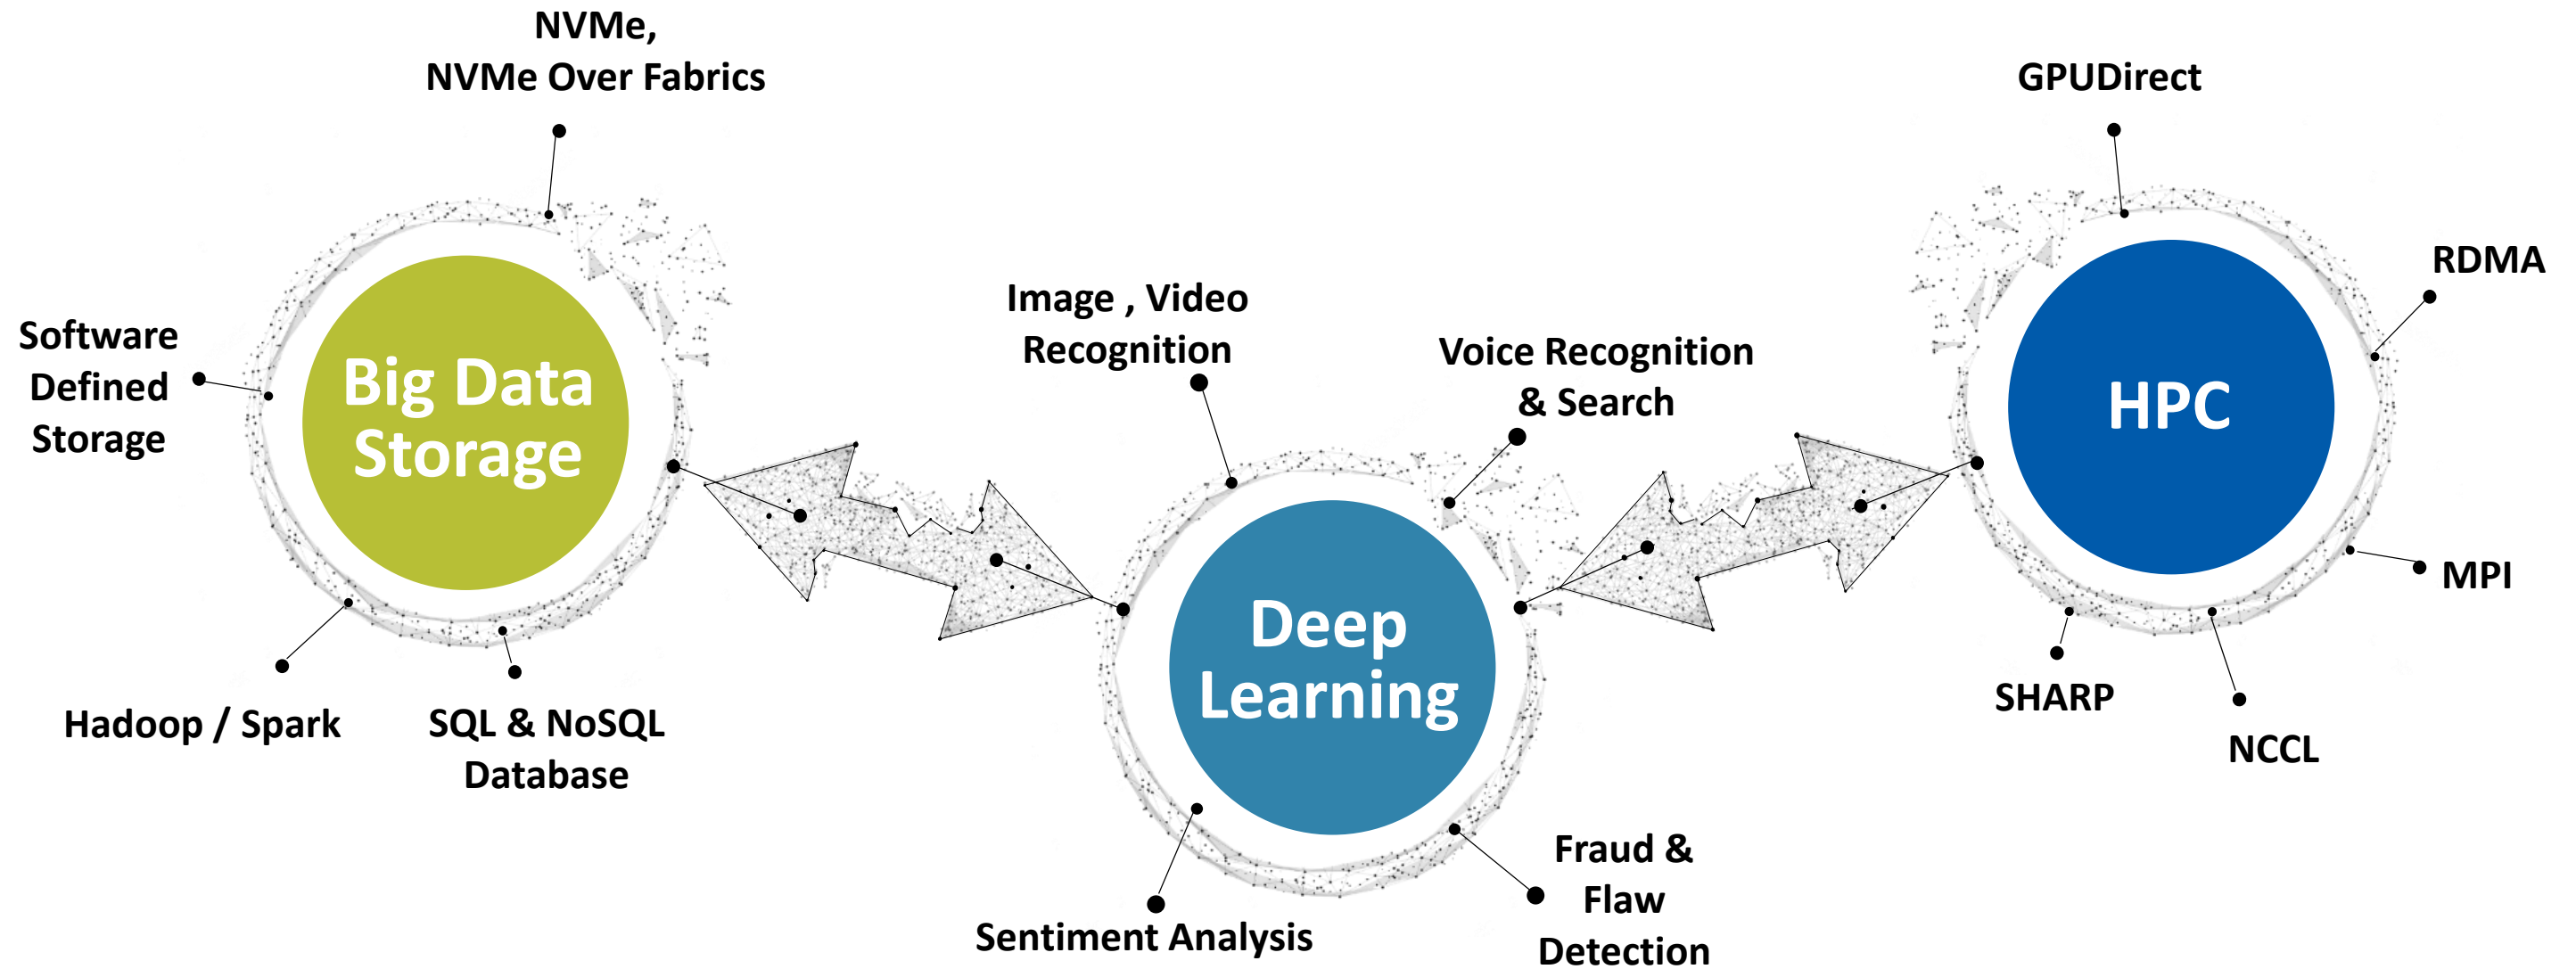 NVMe,
NVMe Over Fabrics
Software
Defined
Storage
Big Data
Storage
Hadoop / Spark
SQL & NoSQL
Database
Image , Video
Recognition
Voice Recognition
& Search
Deep
Learning
Sentiment Analysis
Fraud &
Flaw
Detection
GPUDirect
RDMA
HPC
MPI
SHARP
NCCL